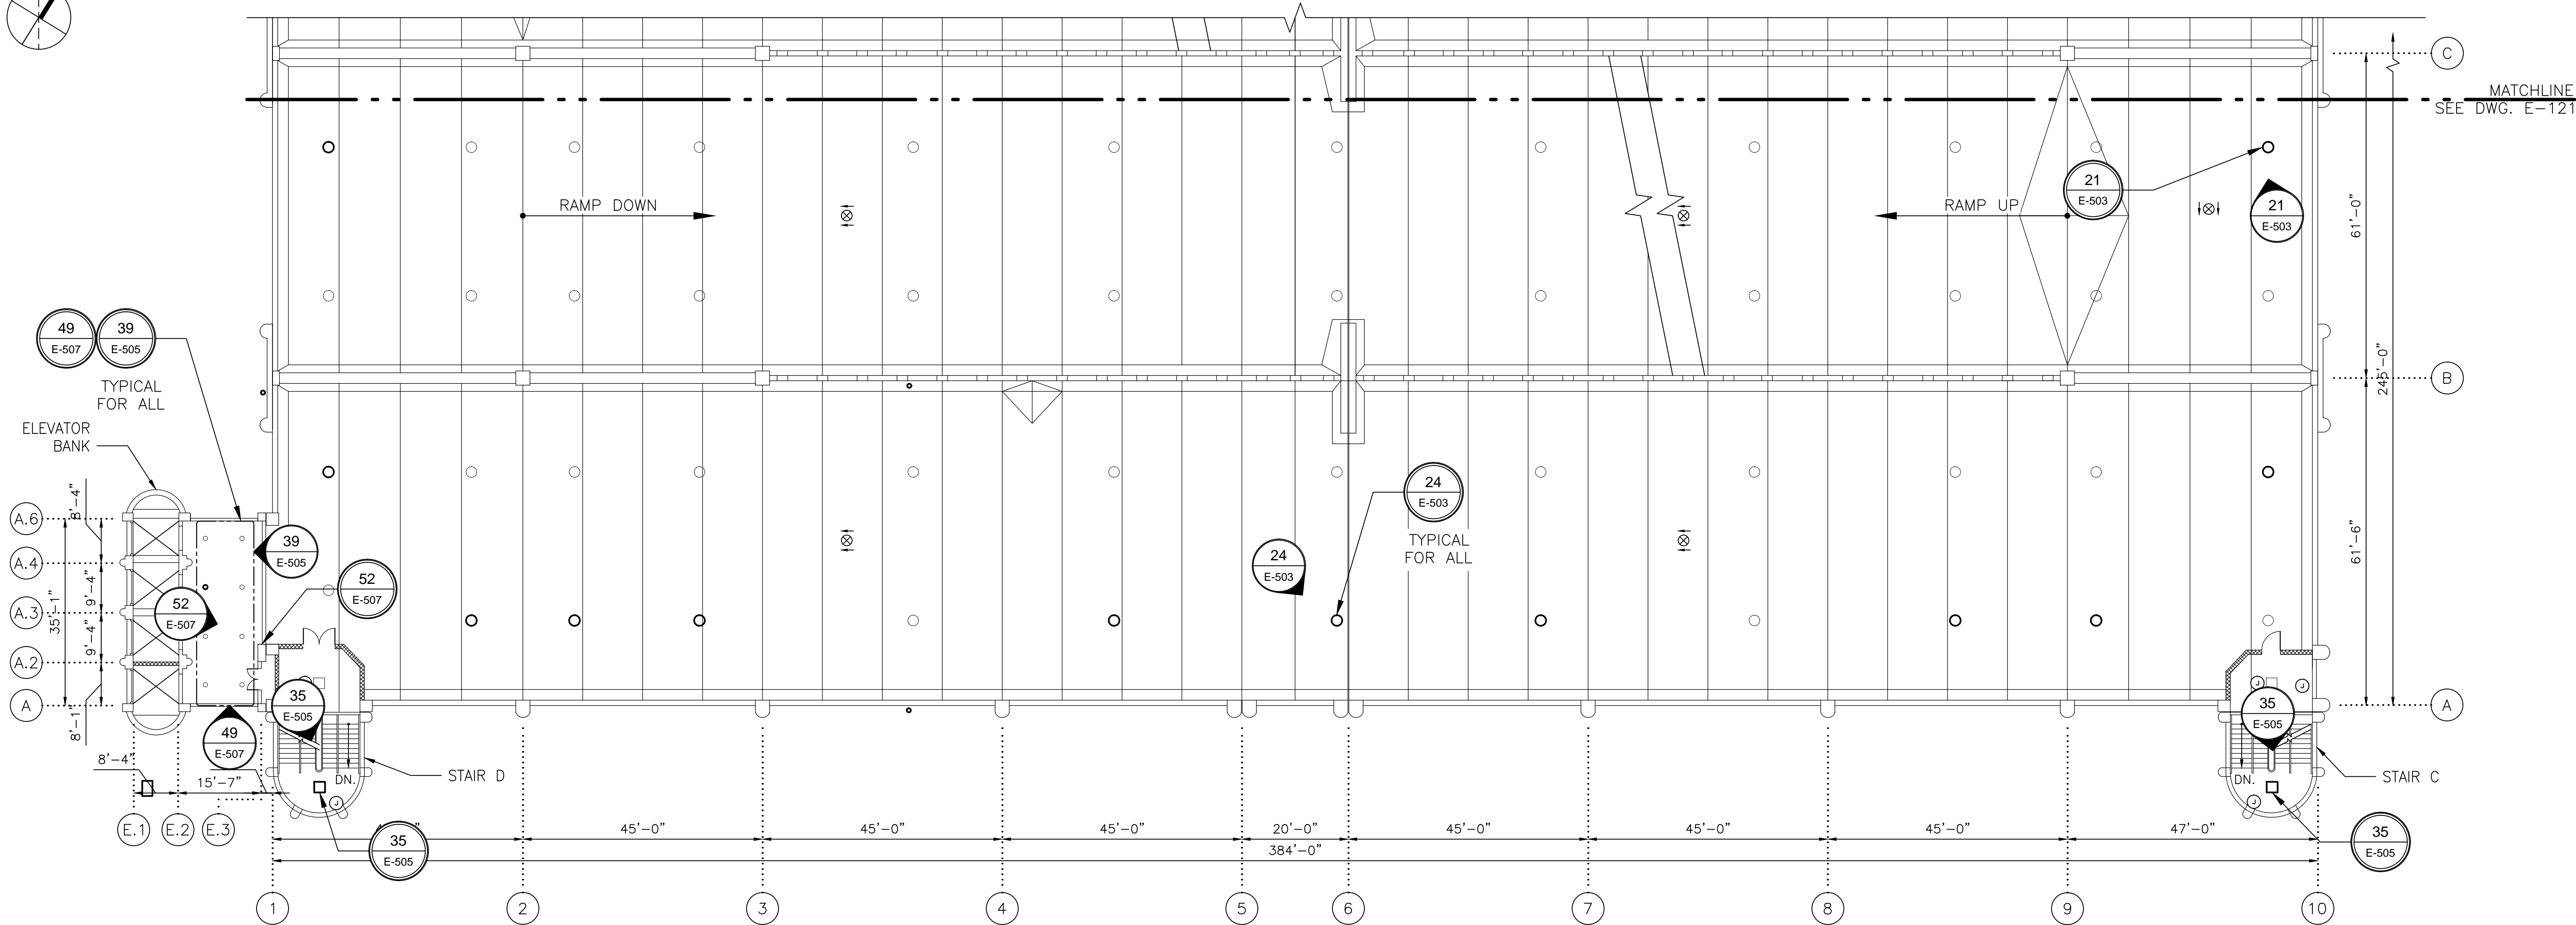 C
MATCHLINE
SEE DWG. E-121
21
E-503
RAMP DOWN
RAMP UP
21
E-503
61'-0"
245'-0"
49
E-507
39
E-505
TYPICAL
FOR ALL
B
ELEVATOR
BANK
24
E-503
TYPICAL
FOR ALL
8'-4"
A.6
39
E-505
24
E-503
61'-6"
A.4
52
E-507
9'-4"
35'-1"
A.3
52
E-507
9'-4"
A.2
A
8'-1"
35
E-505
J
J
35
E-505
A
49
E-507
8'-4"
15'-7"
DN.
STAIR D
J
DN.
STAIR C
J
E.1
E.2
E.3
35
E-505
45'-0"
45'-0"
45'-0"
20'-0"
45'-0"
45'-0"
45'-0"
47'-0"
35
E-505
384'-0"
1
2
3
4
5
6
7
8
9
10